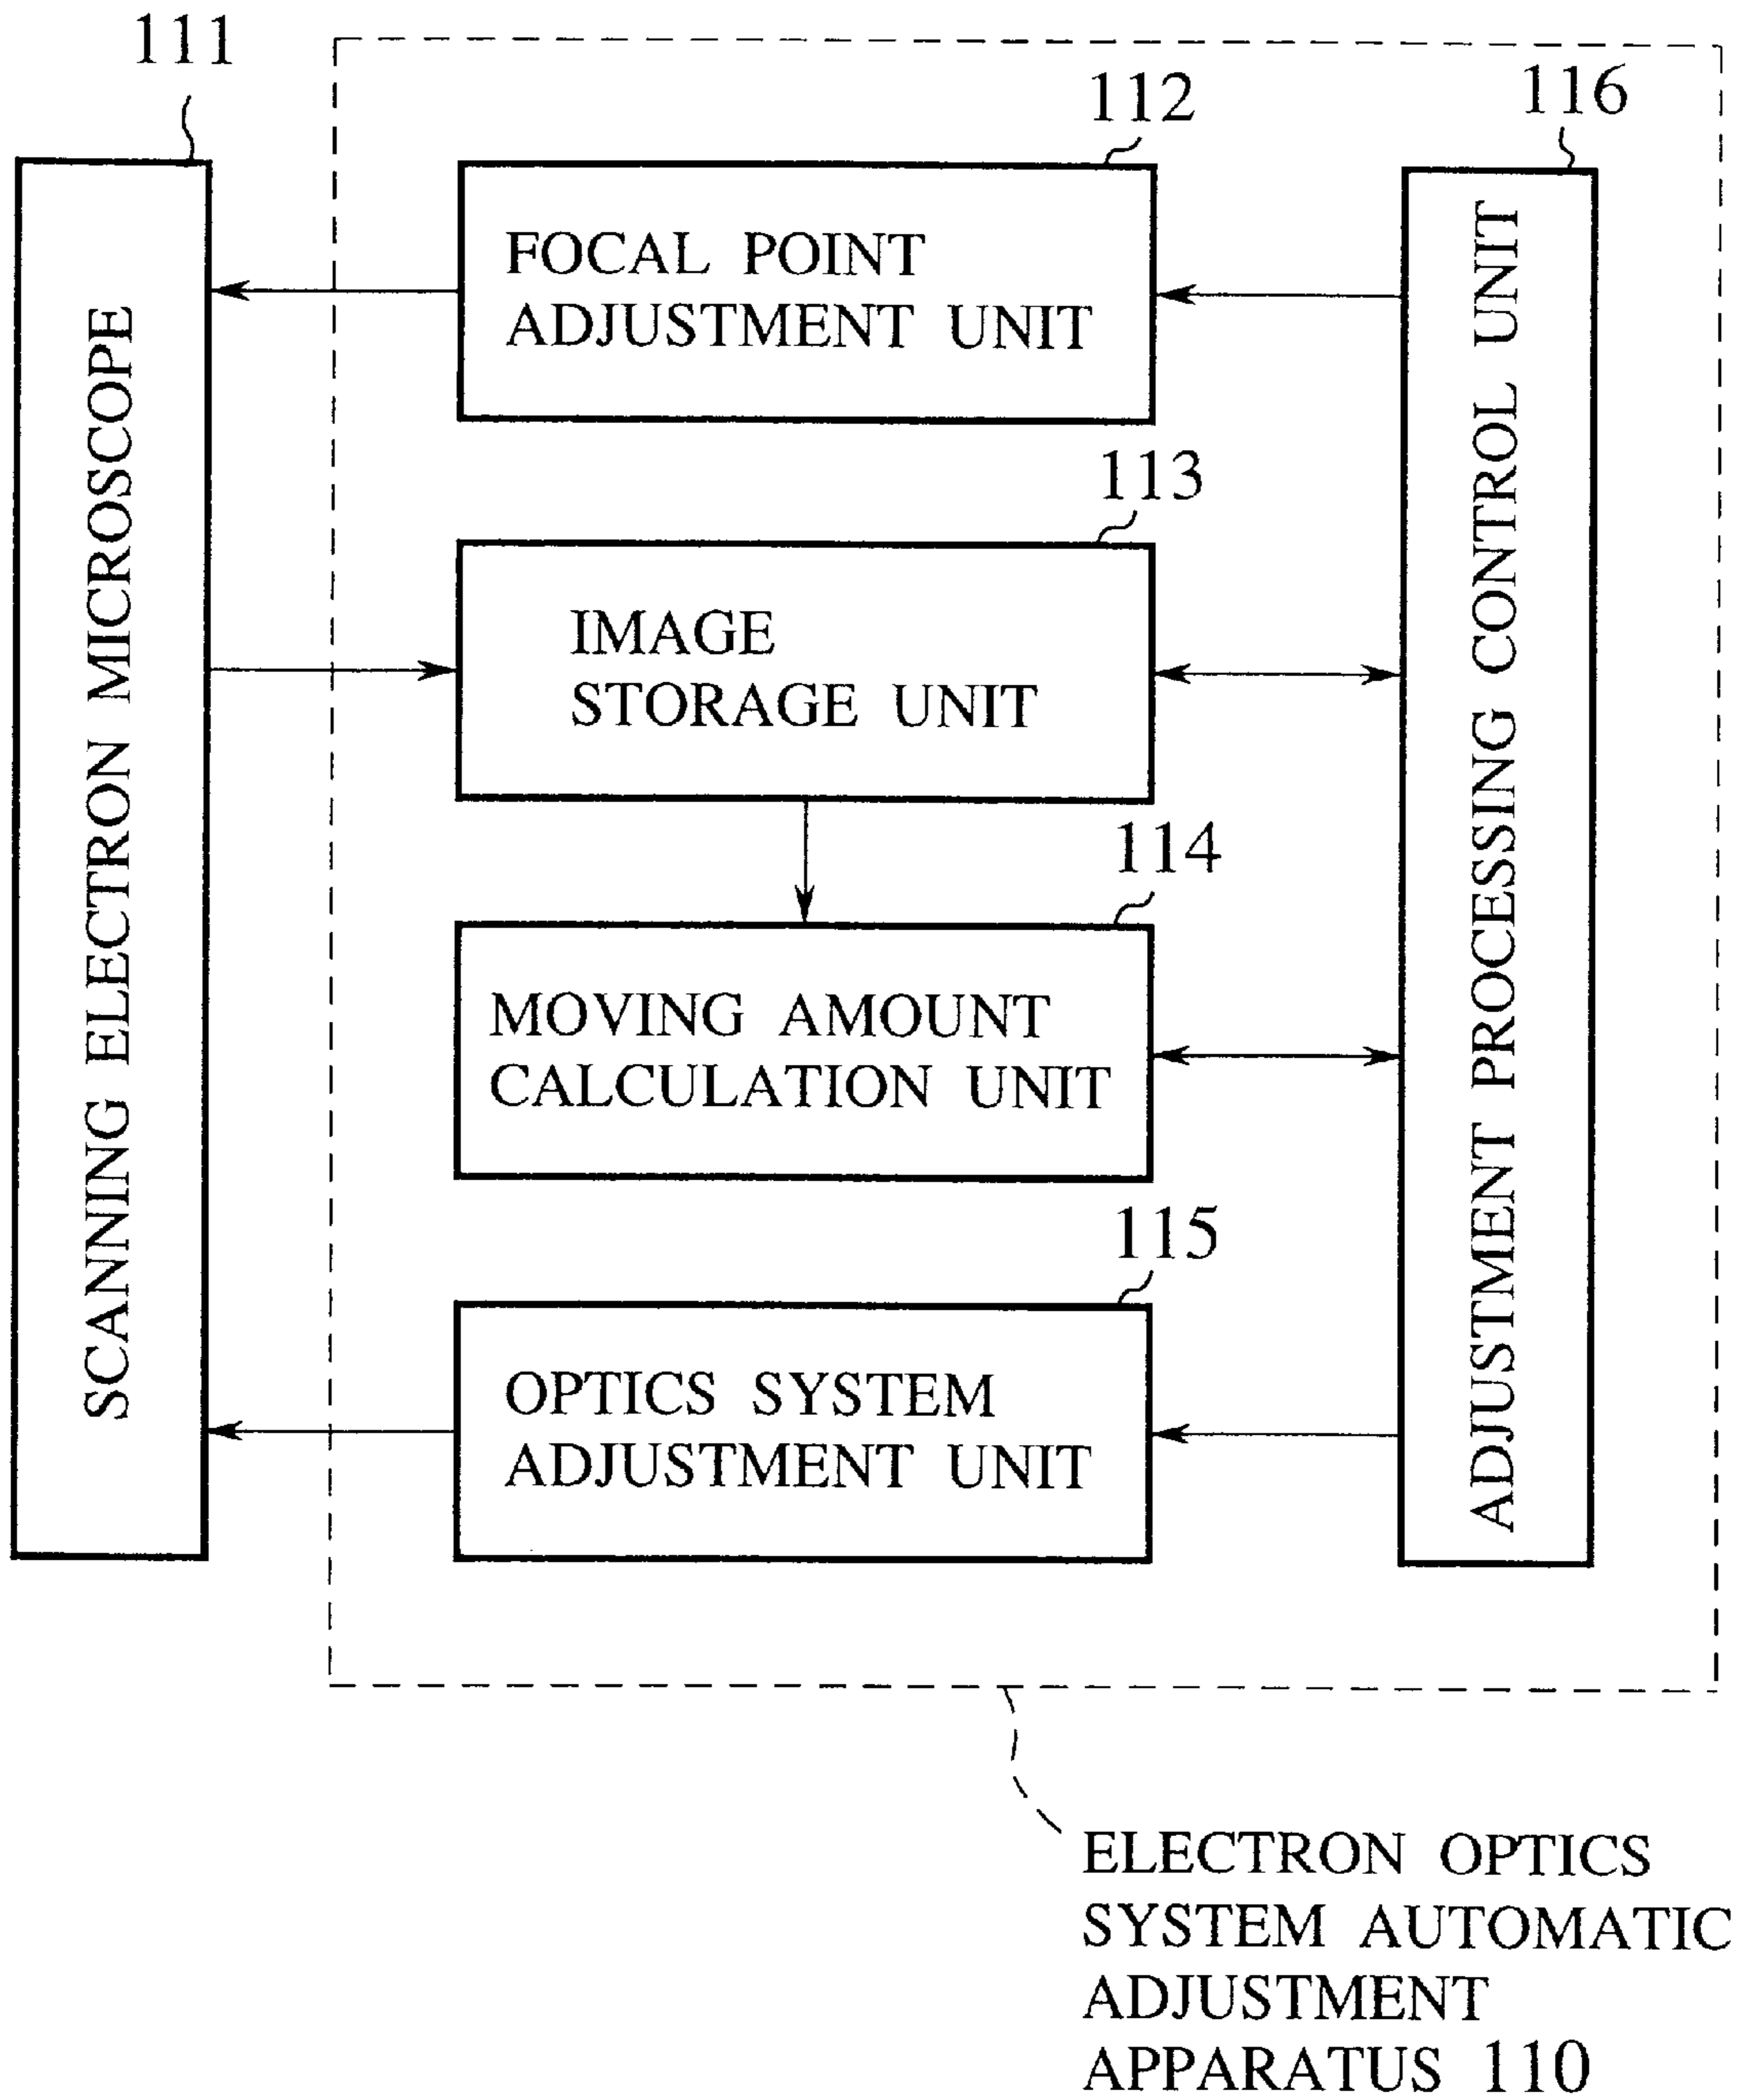 111
112
116
SCANNING ELECTRON MICROSCOPE
FOCAL POINT
ADJUSTMENT UNIT
ADJUSTMENT PROCESSING CONTROL UNIT
113
IMAGE
STORAGE UNIT
114
MOVING AMOUNT
CALCULATION UNIT
115
OPTICS SYSTEM
ADJUSTMENT UNIT
ELECTRON OPTICS
SYSTEM AUTOMATIC
ADJUSTMENT
APPARATUS 110